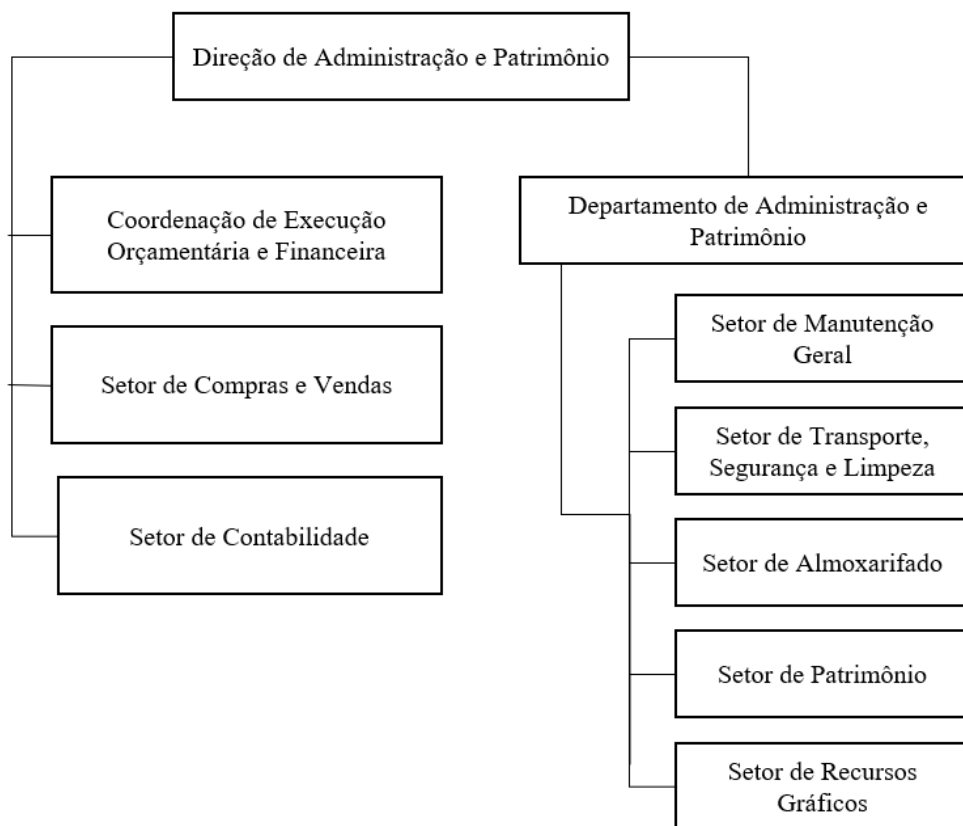 Direção de Administração e Patrimônio
Coordenação de Execução
Orçamentária e Financeira
Setor de Compras e Vendas
Setor de Contabilidade
Departamento de Administração e
Patrimônio
Setor de Manutenção
Geral
Setor de Transporte,
Segurança e Limpeza
Setor de Almoxarifado
Setor de Patrimônio
Setor de Recursos
Gráficos